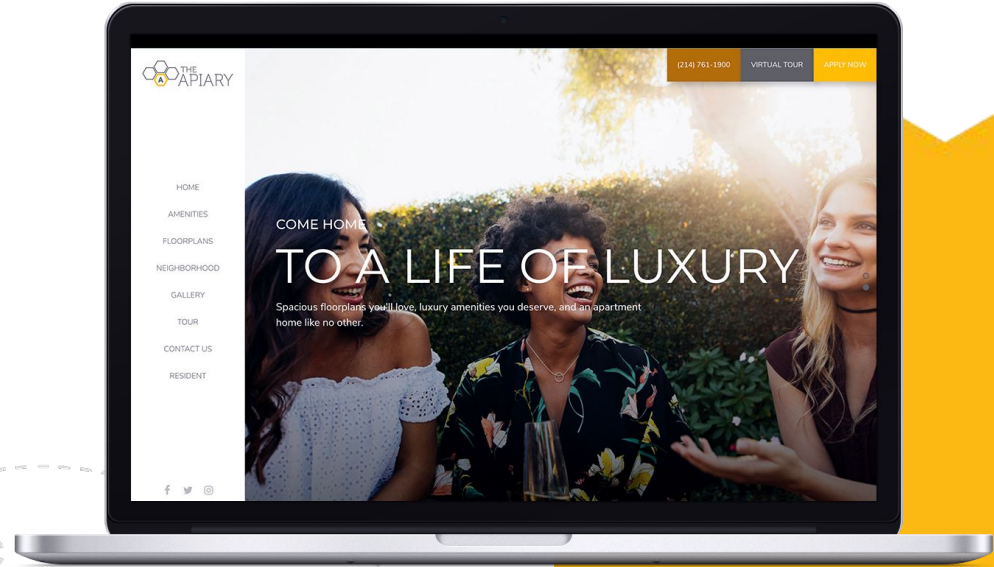 THE
APIARY
A
(214) 761-1900
VIRTUAL TOUR
APPLY NOW
HOME
AMENITIES
FLOORPLANS
NEIGHBORHOOD
GALLERY
TOUR
CONTACT US
RESIDENT
COME HOME
TO A LIFE OF LUXURY
Spacious floorplans you'll love, luxury amenities you deserve, and an apartment
home like no other.